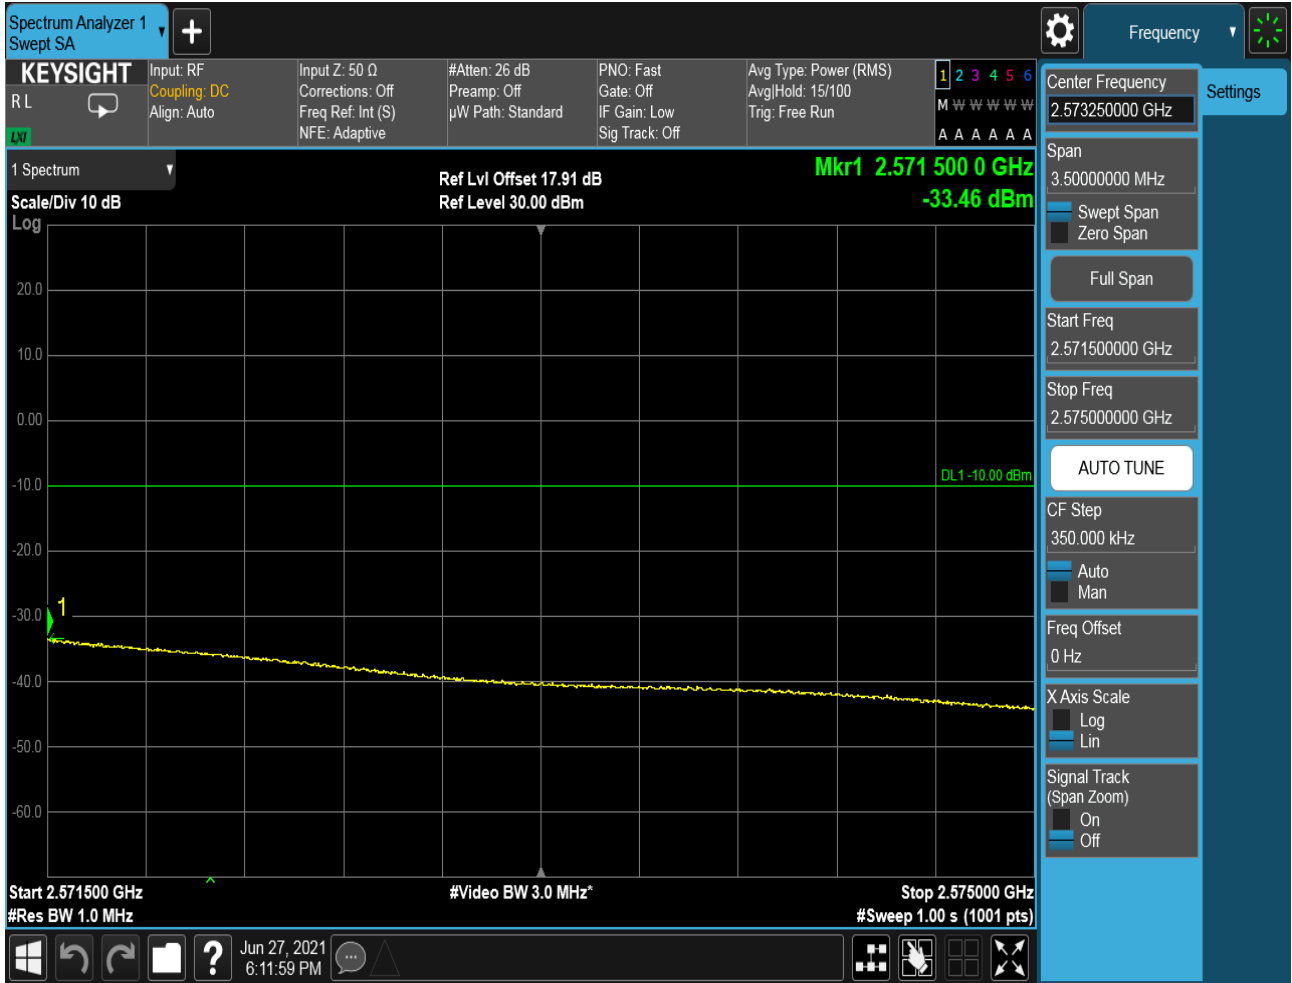 Spectrum Analyzer 1
Swept SA
Frequency
KEYSIGHT
R L
LXI
Input: RF
Coupling: DC
Align: Auto
Input Z: 50 Ω
Corrections: Off
Freq Ref: Int (S)
NFE: Adaptive
#Atten: 26 dB
Preamp: Off
µW Path: Standard
PNO: Fast
Gate: Off
IF Gain: Low
Sig Track: Off
Avg Type: Power (RMS)
Avg|Hold: 15/100
Trig: Free Run
1 2 3 4 5 6
M W W W W W
A A A A A A
1 Spectrum
Scale/Div 10 dB
Log
Ref Lvl Offset 17.91 dB
Ref Level 30.00 dBm
Mkr1 2.571 500 0 GHz
-33.46 dBm
20.0
10.0
0.00
-10.0
-20.0
-30.0
-40.0
-50.0
-60.0
DL1 -10.00 dBm
1
Start 2.571500 GHz
#Res BW 1.0 MHz
#Video BW 3.0 MHz*
Stop 2.575000 GHz
#Sweep 1.00 s (1001 pts)
Center Frequency
2.573250000 GHz
Settings
Span
3.50000000 MHz
Swept Span
Zero Span
Full Span
Start Freq
2.571500000 GHz
Stop Freq
2.575000000 GHz
AUTO TUNE
CF Step
350.000 kHz
Auto
Man
Freq Offset
0 Hz
X Axis Scale
Log
Lin
Signal Track
(Span Zoom)
On
Off
?
Jun 27, 2021
6:11:59 PM